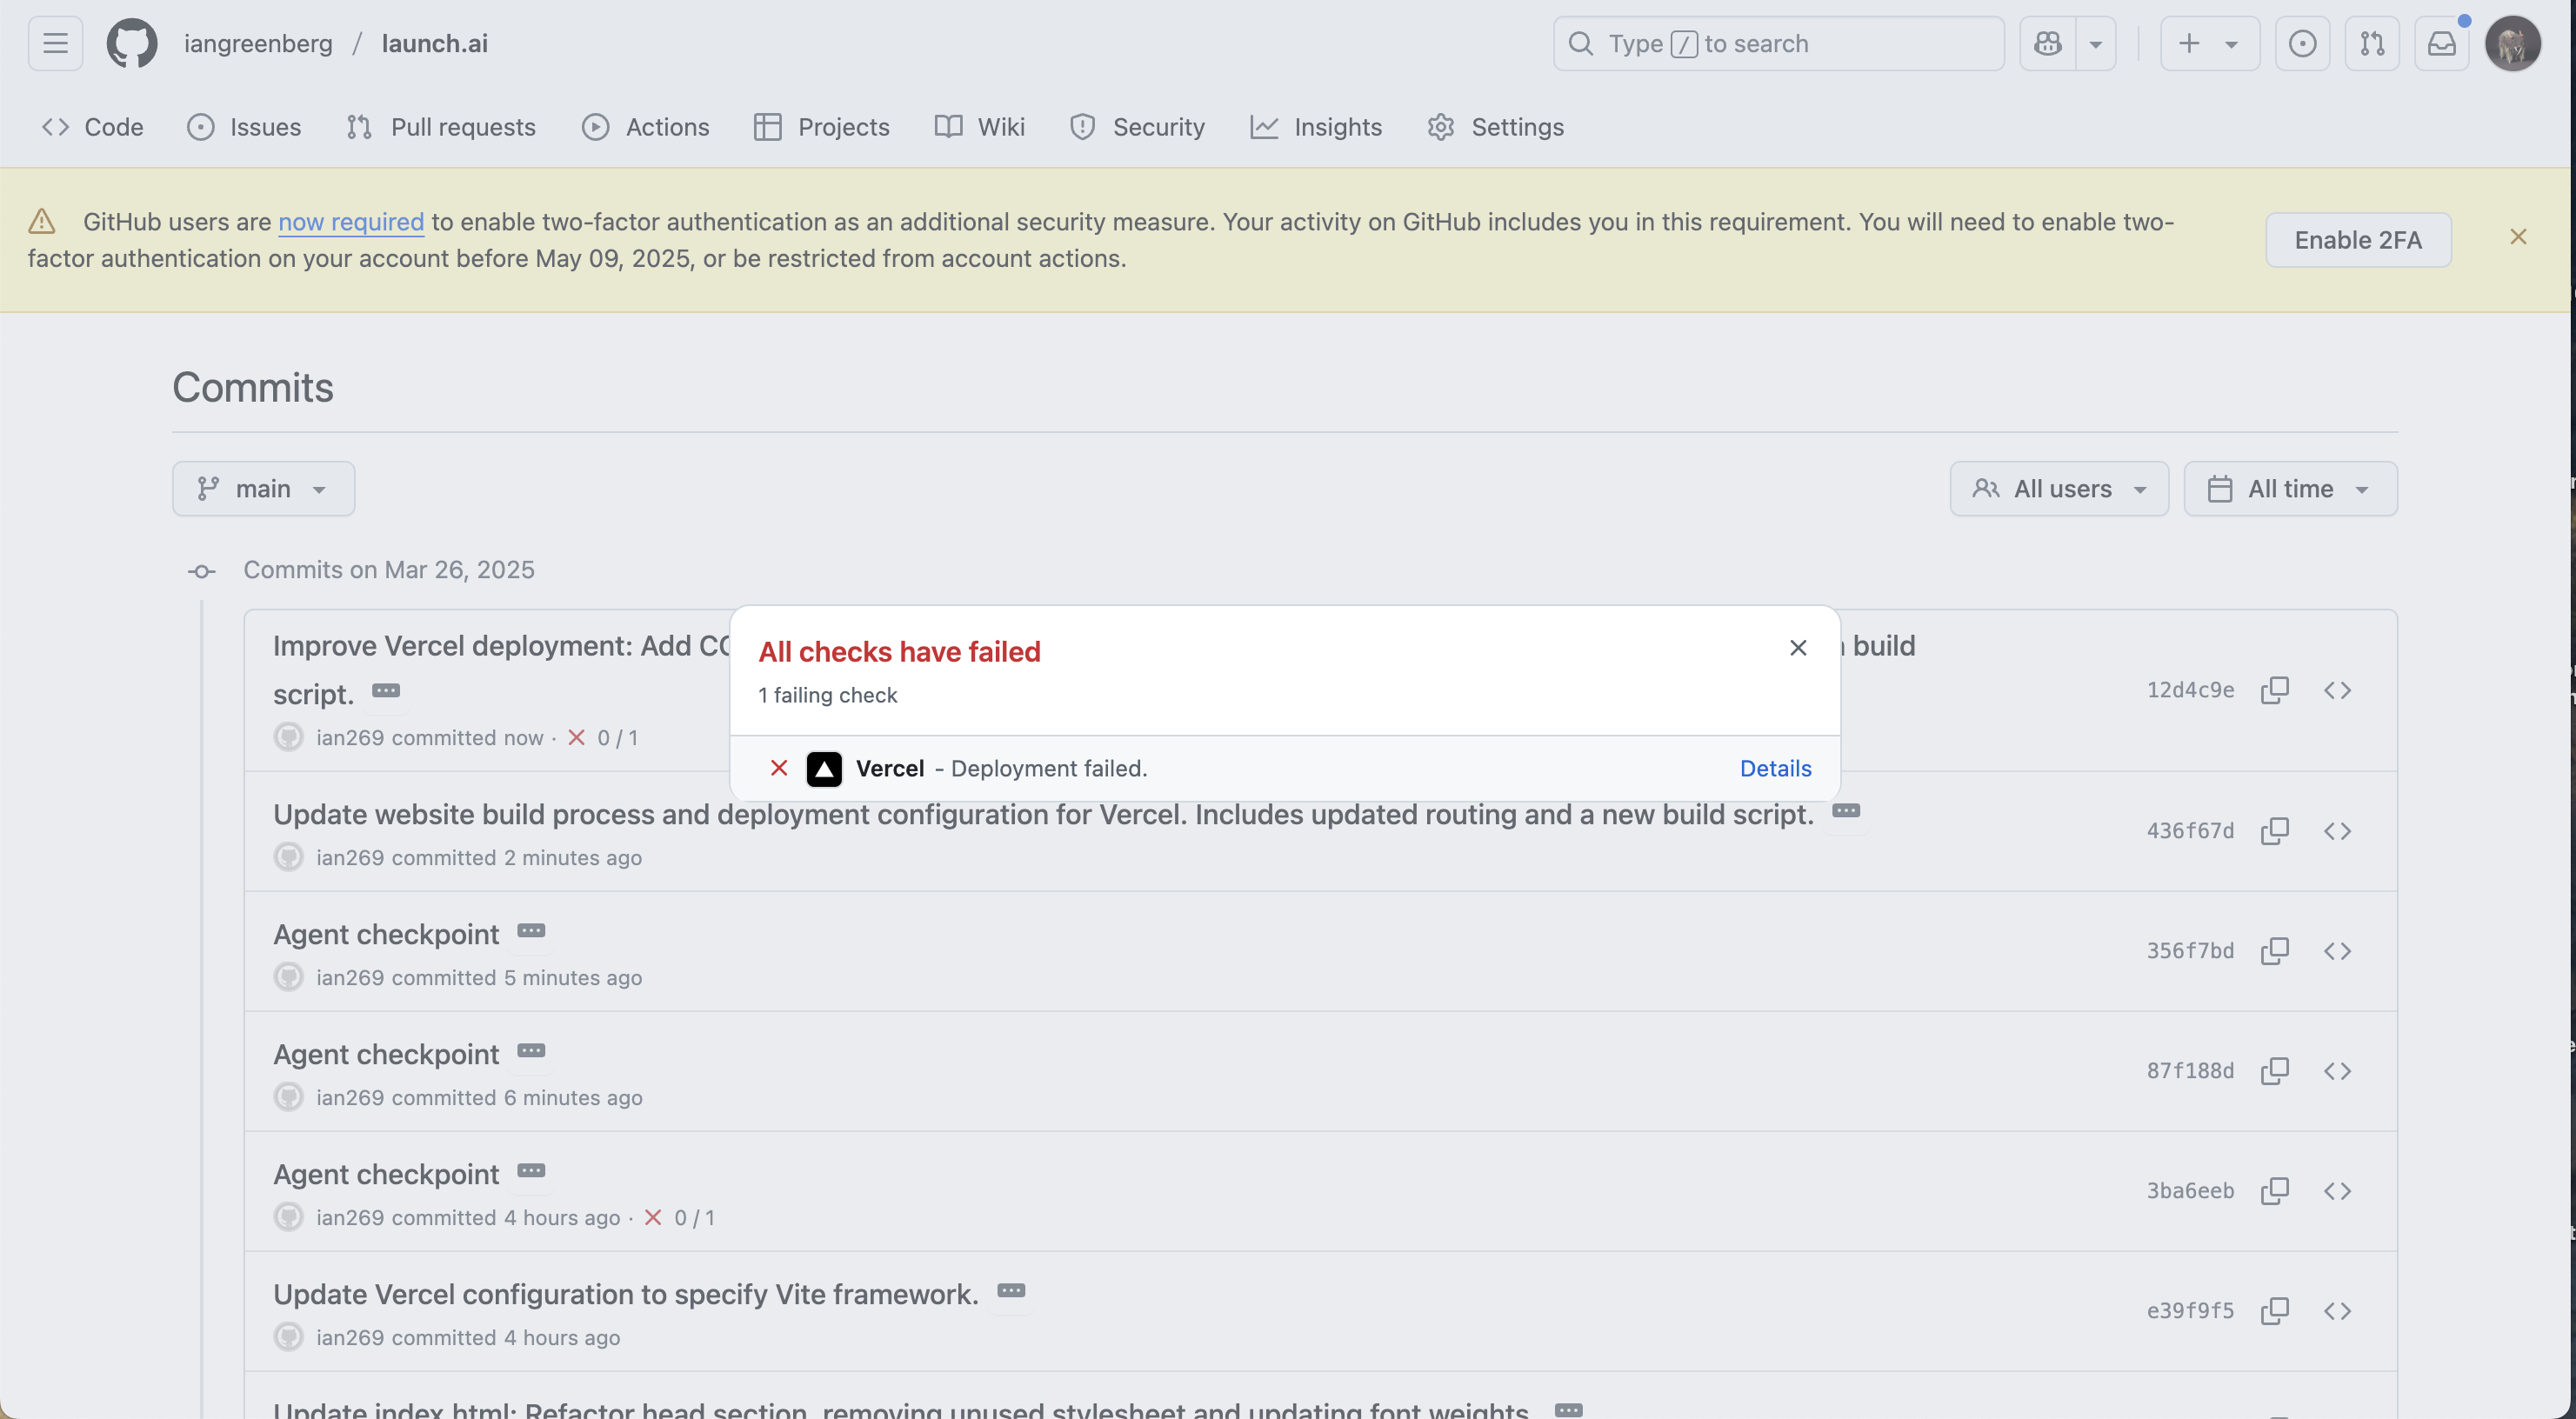 iangreenberg / launch.ai
Type / to search
Code Issues Pull requests Actions Projects Wiki Security Insights Settings
GitHub users are now required to enable two-factor authentication as an additional security measure. Your activity on GitHub includes you in this requirement. You will need to enable two-
factor authentication on your account before May 09, 2025, or be restricted from account actions.
Enable 2FA
Commits
main
All users
All time
Commits on Mar 26, 2025
Improve Vercel deployment: Add build
script.
ian269 committed now · 0 / 1
12d4c9e
All checks have failed
1 failing check
Vercel - Deployment failed.
Details
Update website build process and deployment configuration for Vercel. Includes updated routing and a new build script.
ian269 committed 2 minutes ago
436f67d
Agent checkpoint
ian269 committed 5 minutes ago
356f7bd
Agent checkpoint
ian269 committed 6 minutes ago
87f188d
Agent checkpoint
ian269 committed 4 hours ago · 0 / 1
3ba6eeb
Update Vercel configuration to specify Vite framework.
ian269 committed 4 hours ago
e39f9f5
Update index.html: Refactor head section, removing unused stylesheet and updating font weights.